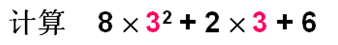 计算 8 × 3² + 2 × 3 + 6